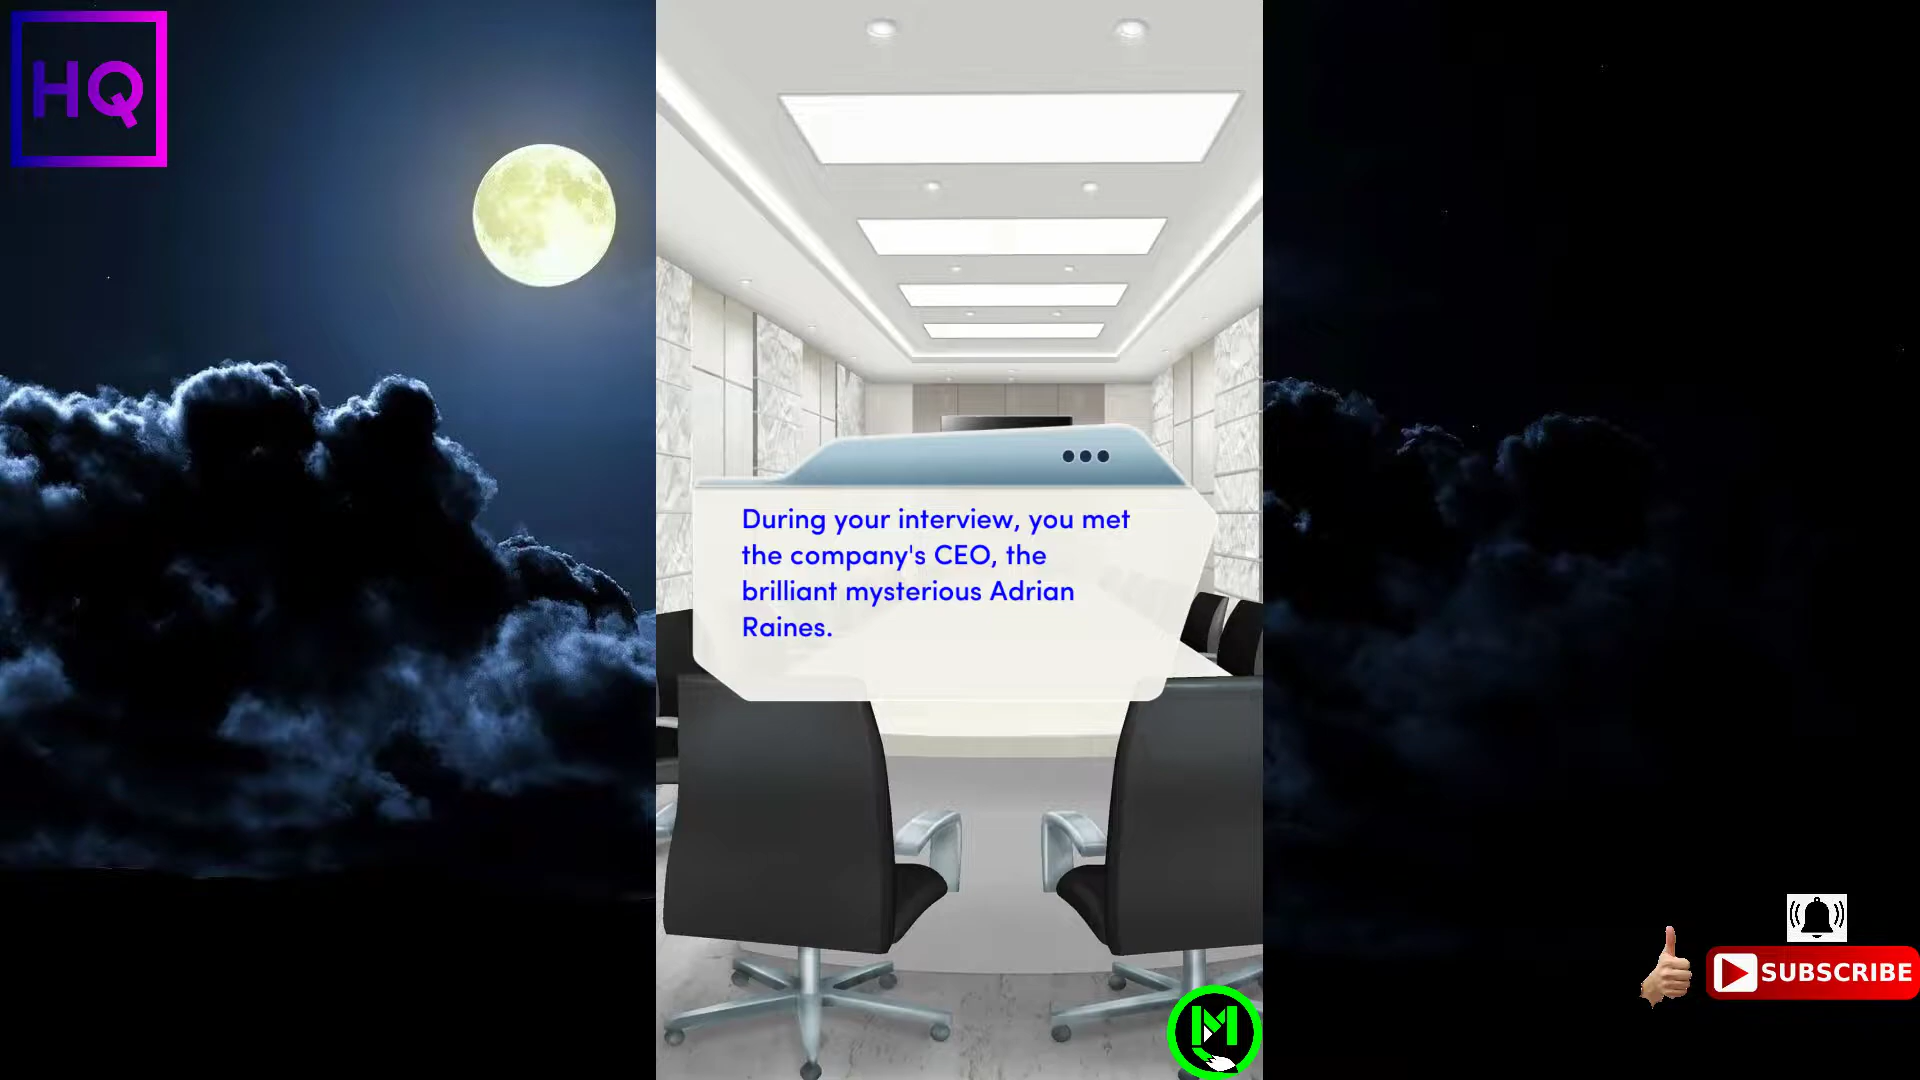 HQ
During your interview, you met
the company's CEO, the
brilliant mysterious Adrian
Raines.
M
SUBSCRIBE